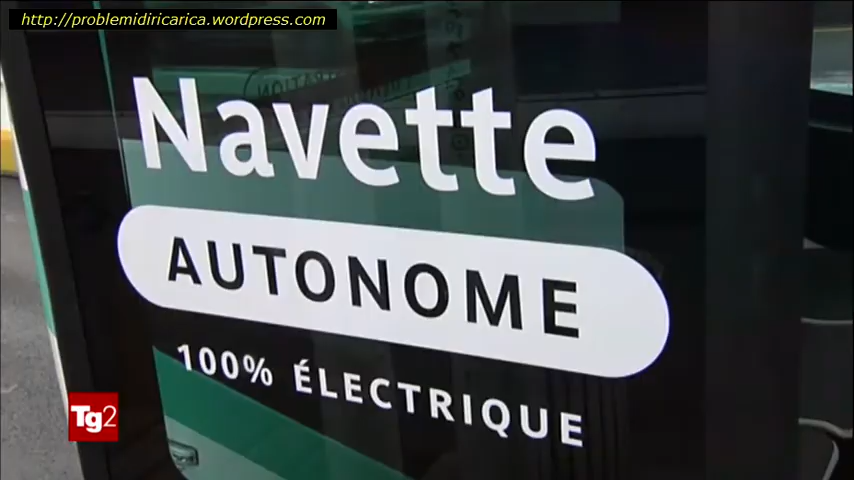 http://problemidiricarica.wordpress.com
Navette
AUTONOME
100% ÉLECTRIQUE
Tg2